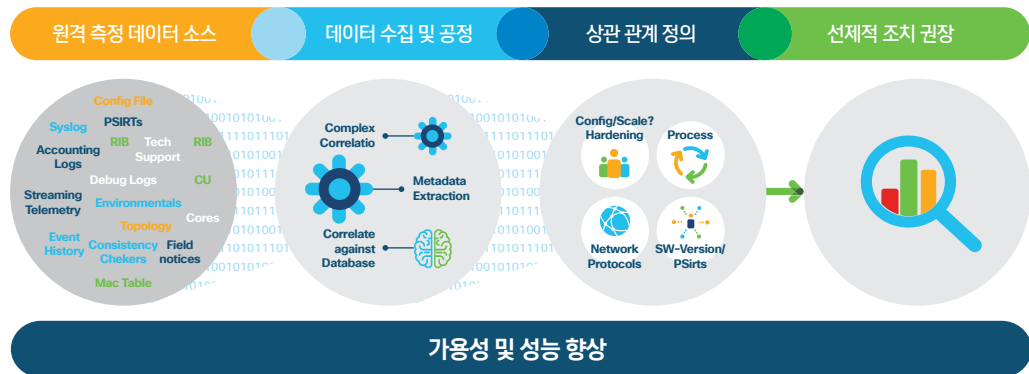 원격 측정 데이터 소스
데이터 수집 및 공정
상관 관계 정의
선제적 조치 권장
Config File
Syslog
PSIRTs
RIB
Tech
Support
RIB
Accounting
Logs
Debug Logs
CU
Streaming
Telemetry
Environmentals
Cores
Topology
Event
History
Consistency
Chekers
Field
notices
Mac Table
Complex
Correlatio
Metadata
Extraction
Correlate
against
Database
Config/Scale?
Hardening
Process
Network
Protocols
SW-Version/
PSirts
가용성 및 성능 향상